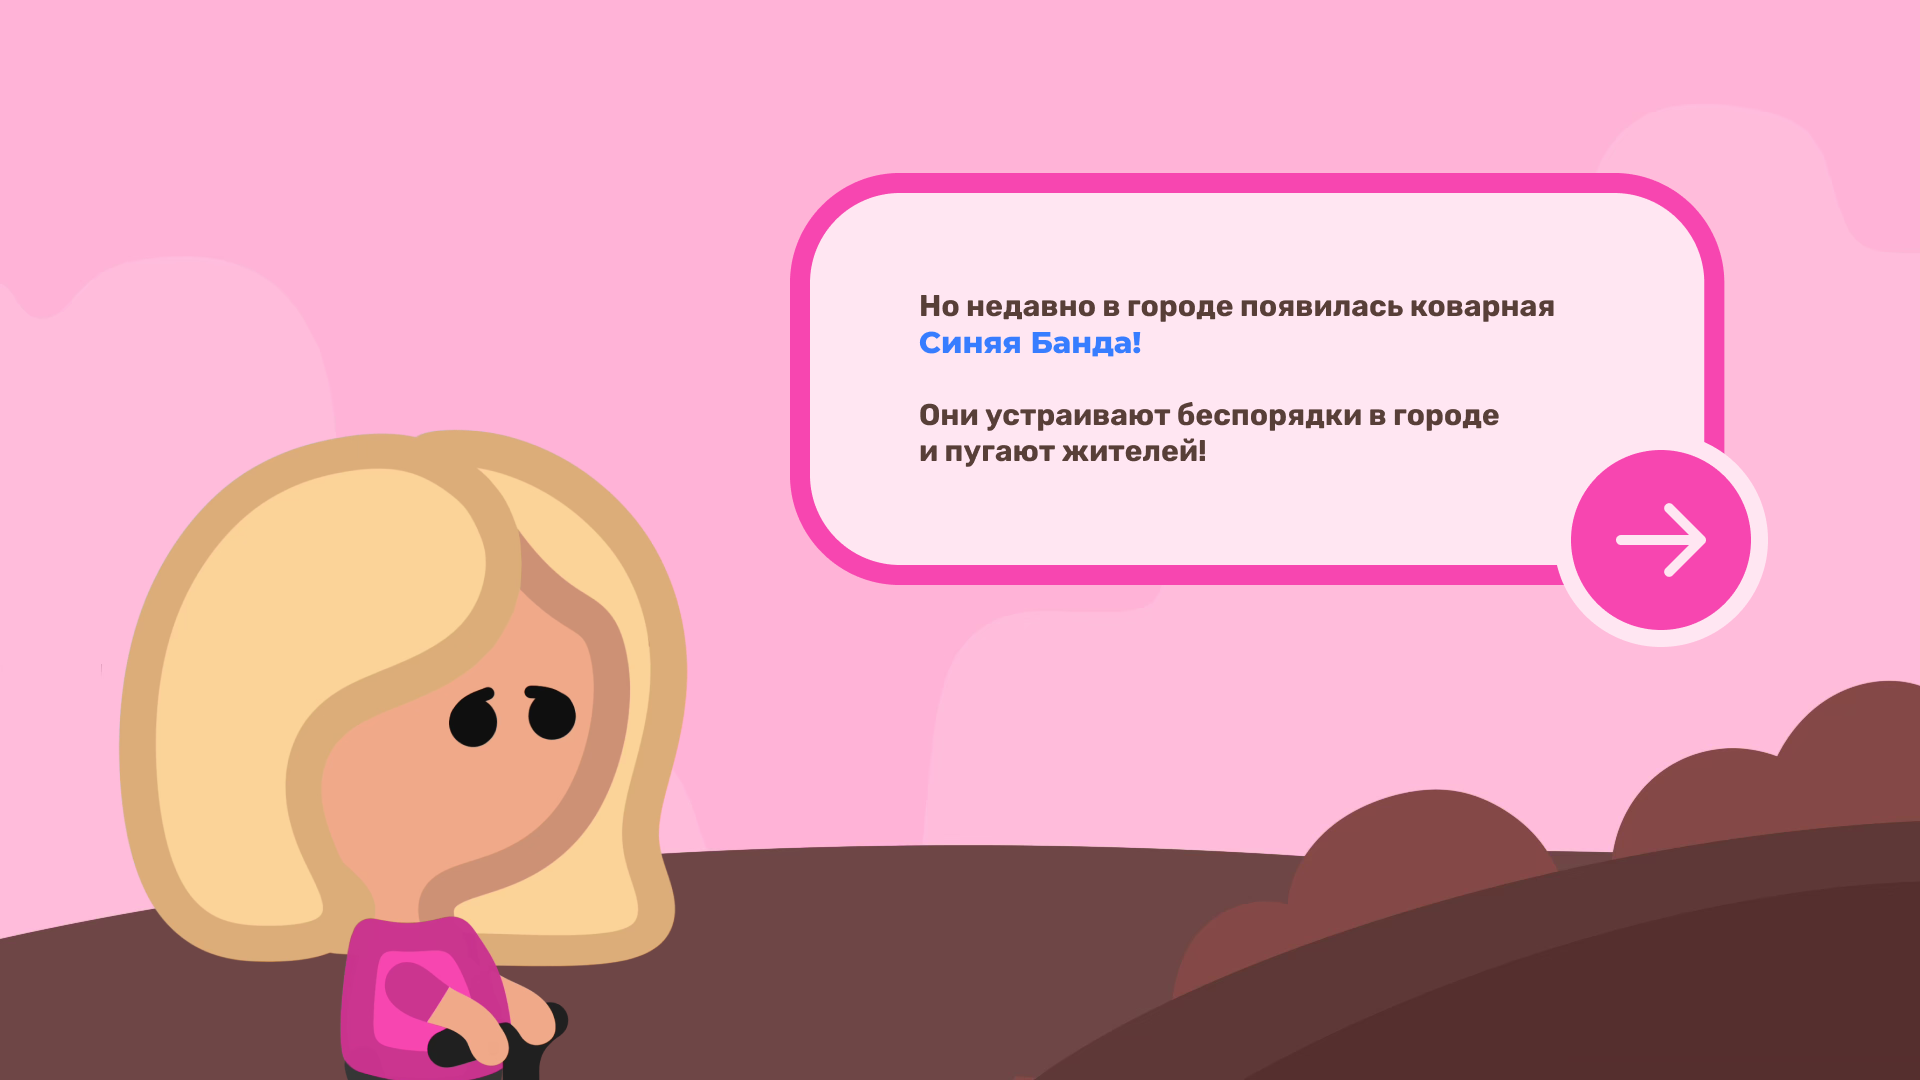 Но недавно в городе появилась коварная
Синяя Банда!
Они устраивают беспорядки в городе
и пугают жителей!